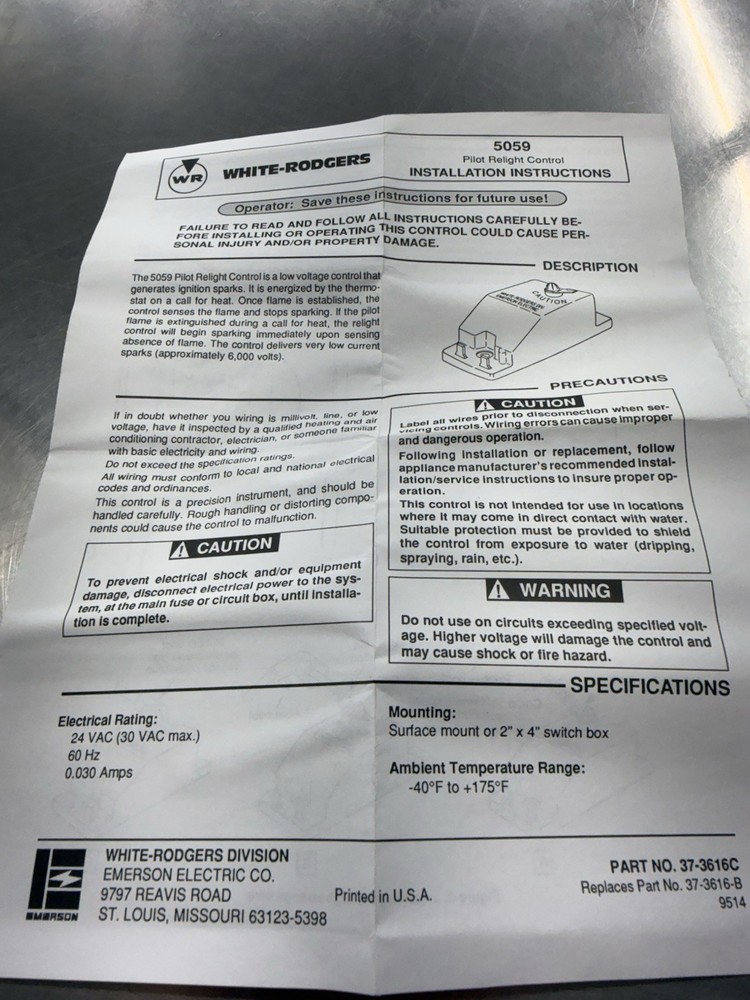 WR
WHITE-RODGERS
5059
Pilot Relight Control
INSTALLATION INSTRUCTIONS
Operator: Save these instructions for future use!
FAILURE TO READ AND FOLLOW ALL INSTRUCTIONS CAREFULLY BE-
FORE INSTALLING OR OPERATING THIS CONTROL COULD CAUSE PER-
SONAL INJURY AND/OR PROPERTY DAMAGE.
DESCRIPTION
The 5059 Pilot Relight Control is a low voltage control that
generates ignition sparks. It is energized by the thermo-
stat on a call for heat. Once flame is established, the
control senses the flame and stops sparking. If the pilot
flame is extinguished during a call for heat, the relight
control will begin sparking immediately upon sensing
absence of flame. The control delivers very low current
sparks (approximately 6,000 volts).
CAUTION
PRECAUTIONS
If in doubt whether you wiring is millivolt, line, or low
voltage, have it inspected by a qualified heating and air
conditioning contractor, electrician, or someone familiar
with basic electricity and wiring.
Do not exceed the specification ratings.
All wiring must conform to local and national electrical
codes and ordinances.
This control is a precision instrument, and should be
handled carefully. Rough handling or distorting compo-
nents could cause the control to malfunction.
CAUTION
To prevent electrical shock and/or equipment
damage, disconnect electrical power to the sys-
tem, at the main fuse or circuit box, until installa-
tion is complete.
CAUTION
Label all wires prior to disconnection when ser-
vicing controls. Wiring errors can cause improper
and dangerous operation.
Following installation or replacement, follow
appliance manufacturer's recommended instal-
lation/service instructions to insure proper op-
eration.
This control is not intended for use in locations
where it may come in direct contact with water.
Suitable protection must be provided to shield
the control from exposure to water (dripping,
spraying, rain, etc.).
WARNING
Do not use on circuits exceeding specified volt-
age. Higher voltage will damage the control and
may cause shock or fire hazard.
SPECIFICATIONS
Electrical Rating:
24 VAC (30 VAC max.)
60 Hz
0.030 Amps
Mounting:
Surface mount or 2" x 4" switch box
Ambient Temperature Range:
-40°F to +175°F
EMERSON
WHITE-RODGERS DIVISION
EMERSON ELECTRIC CO.
9797 REAVIS ROAD
ST. LOUIS, MISSOURI 63123-5398
Printed in U.S.A.
PART NO. 37-3616C
Replaces Part No. 37-3616-B
9514